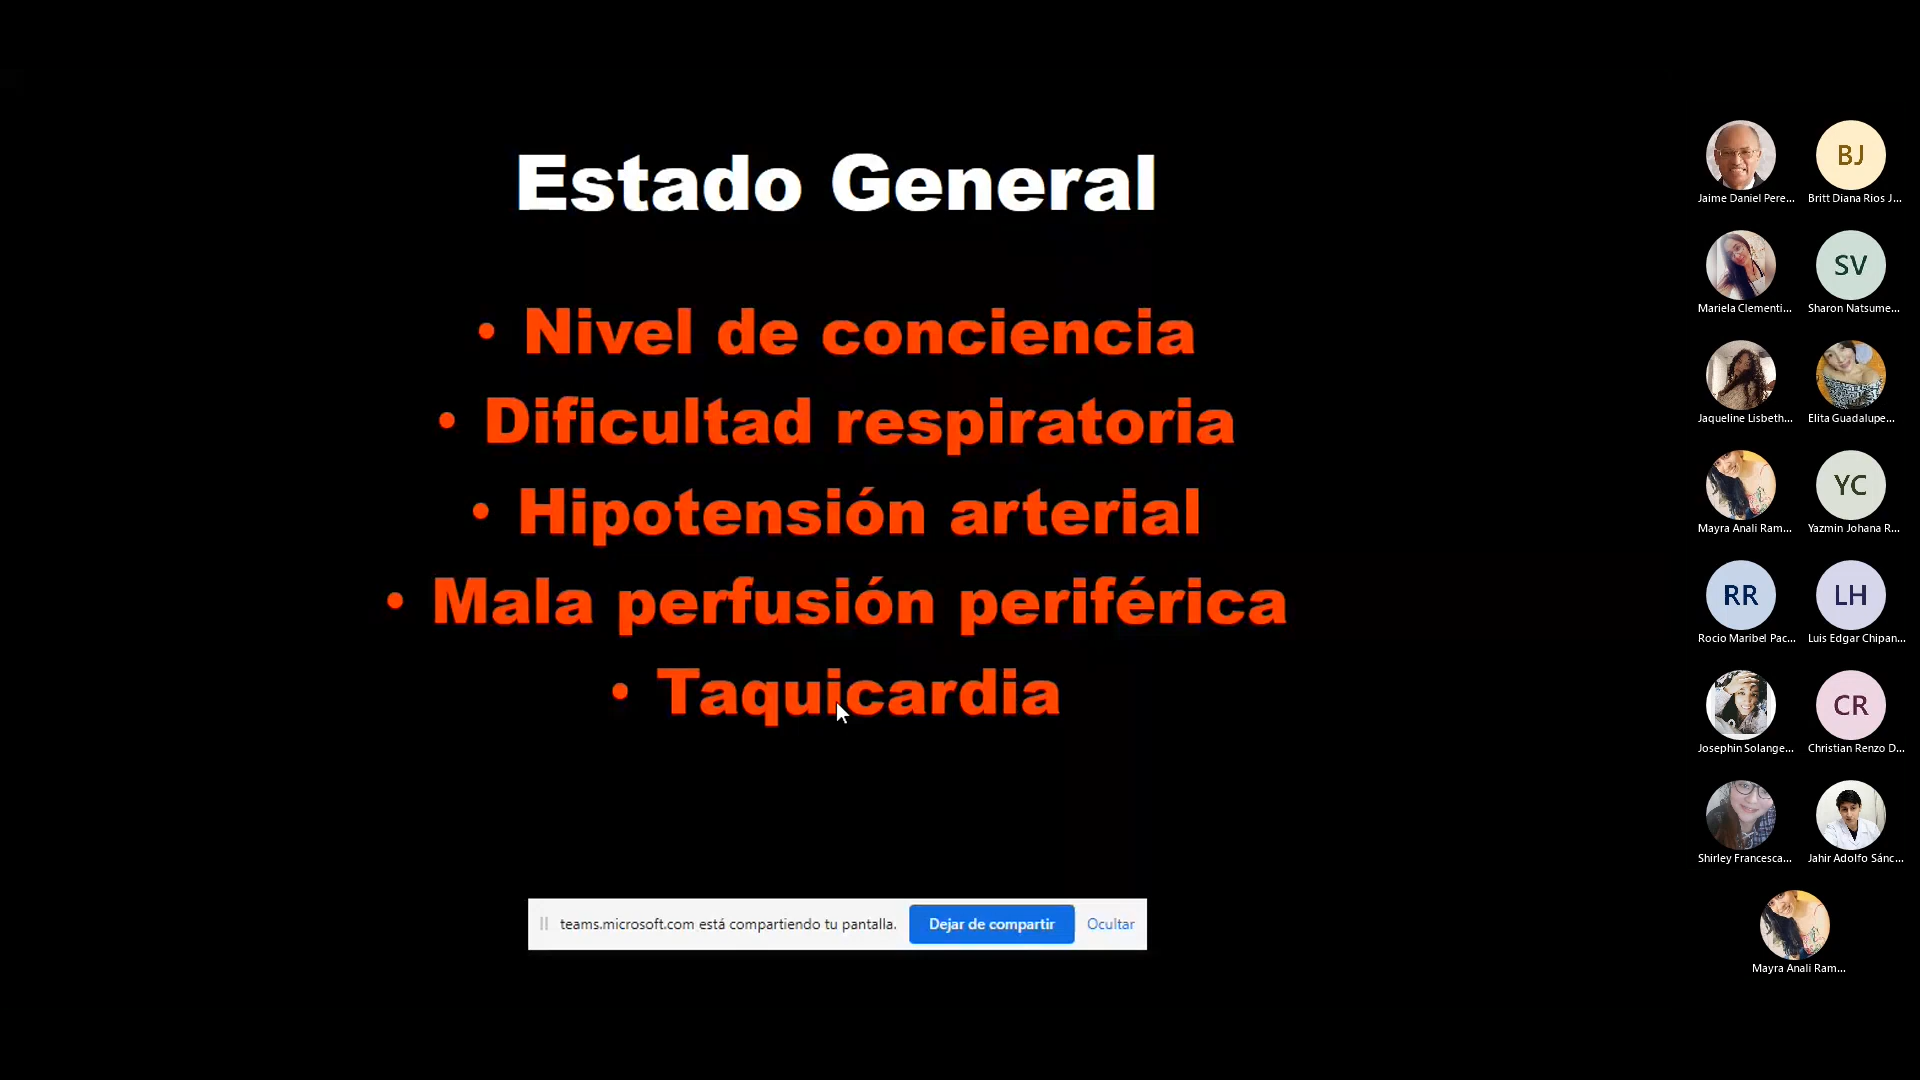 Estado General
• Nivel de conciencia
• Dificultad respiratoria
• Hipotensión arterial
• Mala perfusión periférica
• Taquicardia
teams.microsoft.com está compartiendo tu pantalla. Dejar de compartir Ocultar
BJ
Jaime Daniel Pere... Britt Diana Rios J...
SV
Mariela Clementi... Sharon Natsume...
Jaqueline Lisbeth... Elita Guadalupe...
YC
Mayra Anali Ram... Yazmin Johana R...
RR LH
Rocio Maribel Pac... Luis Edgar Chipan...
CR
Josephin Solange... Christian Renzo D...
Shirley Francesca... Jahir Adolfo Sánc...
Mayra Anali Ram...